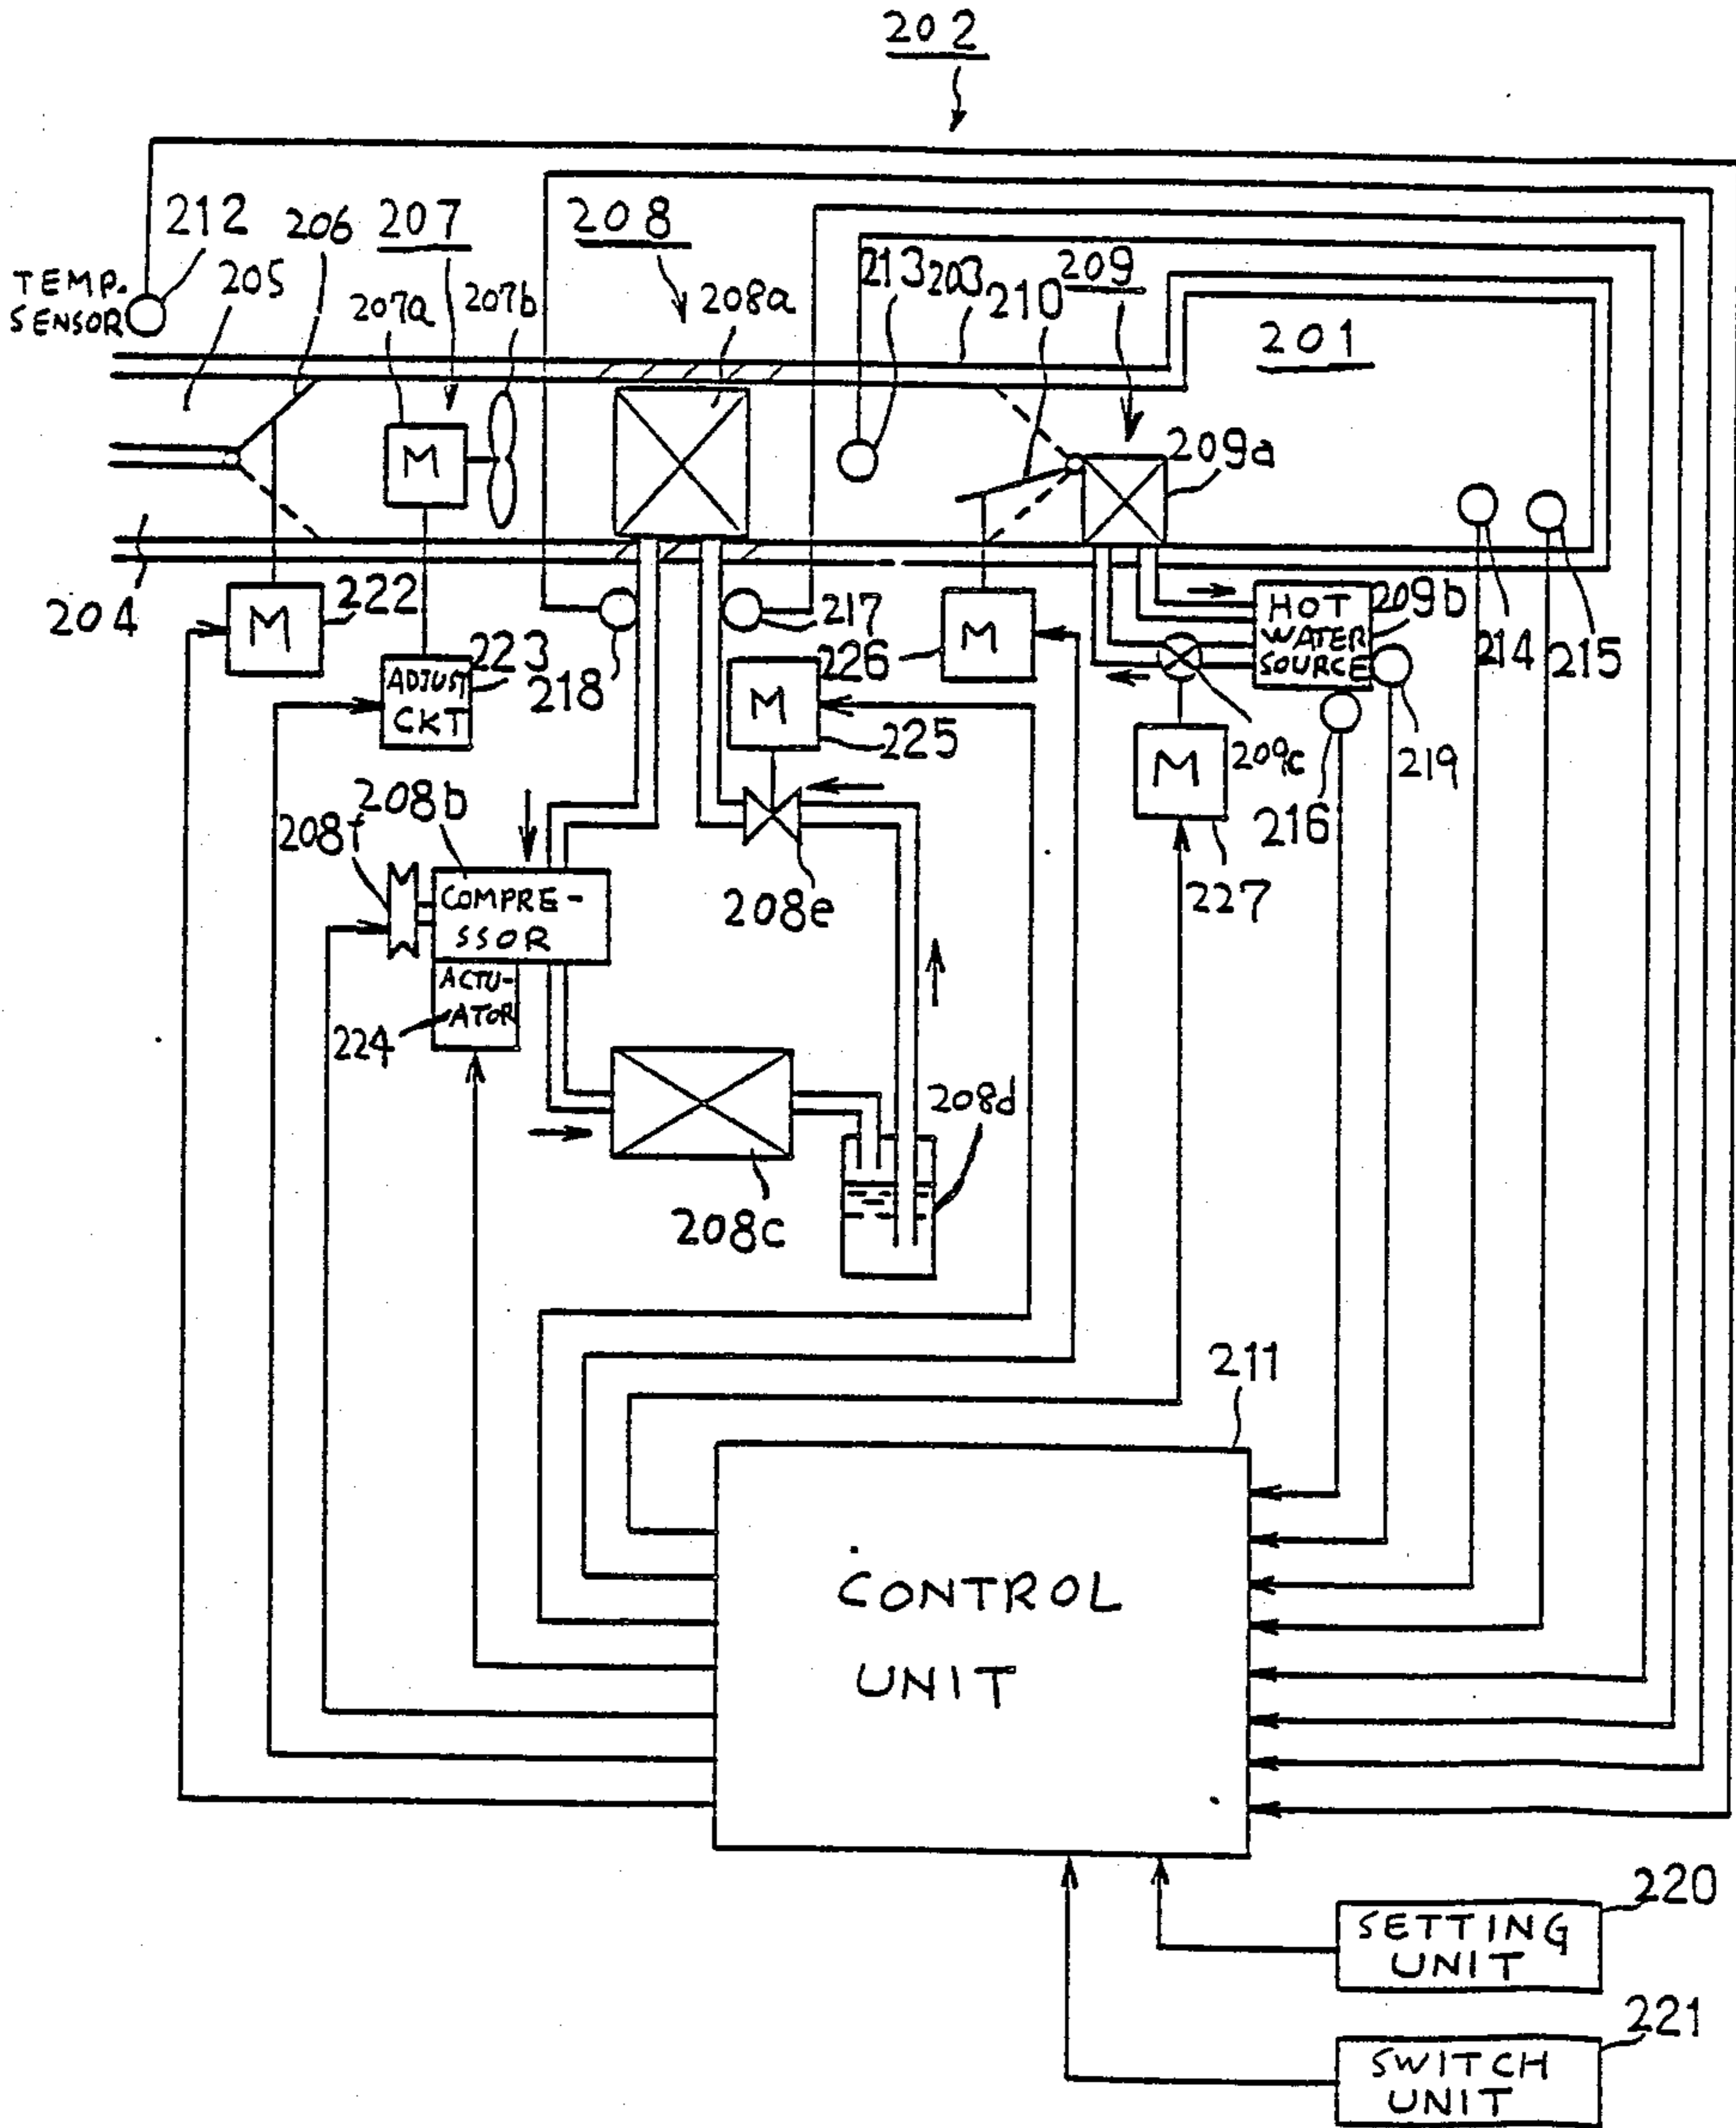 202
212
206
207
208
TEMP.
SENSOR
205
207a
207b
208a
213
203
210
209
201
209a
204
M
M
222
ADJUST
CKT
223
218
217
226
M
M
225
HOT
WATER
SOURCE
209b
214
215
209c
M
227
216
219
208f
208b
COMPRE-
SSOR
ACTU-
ATOR
224
208e
208c
208d
211
CONTROL
UNIT
220
SETTING
UNIT
221
SWITCH
UNIT